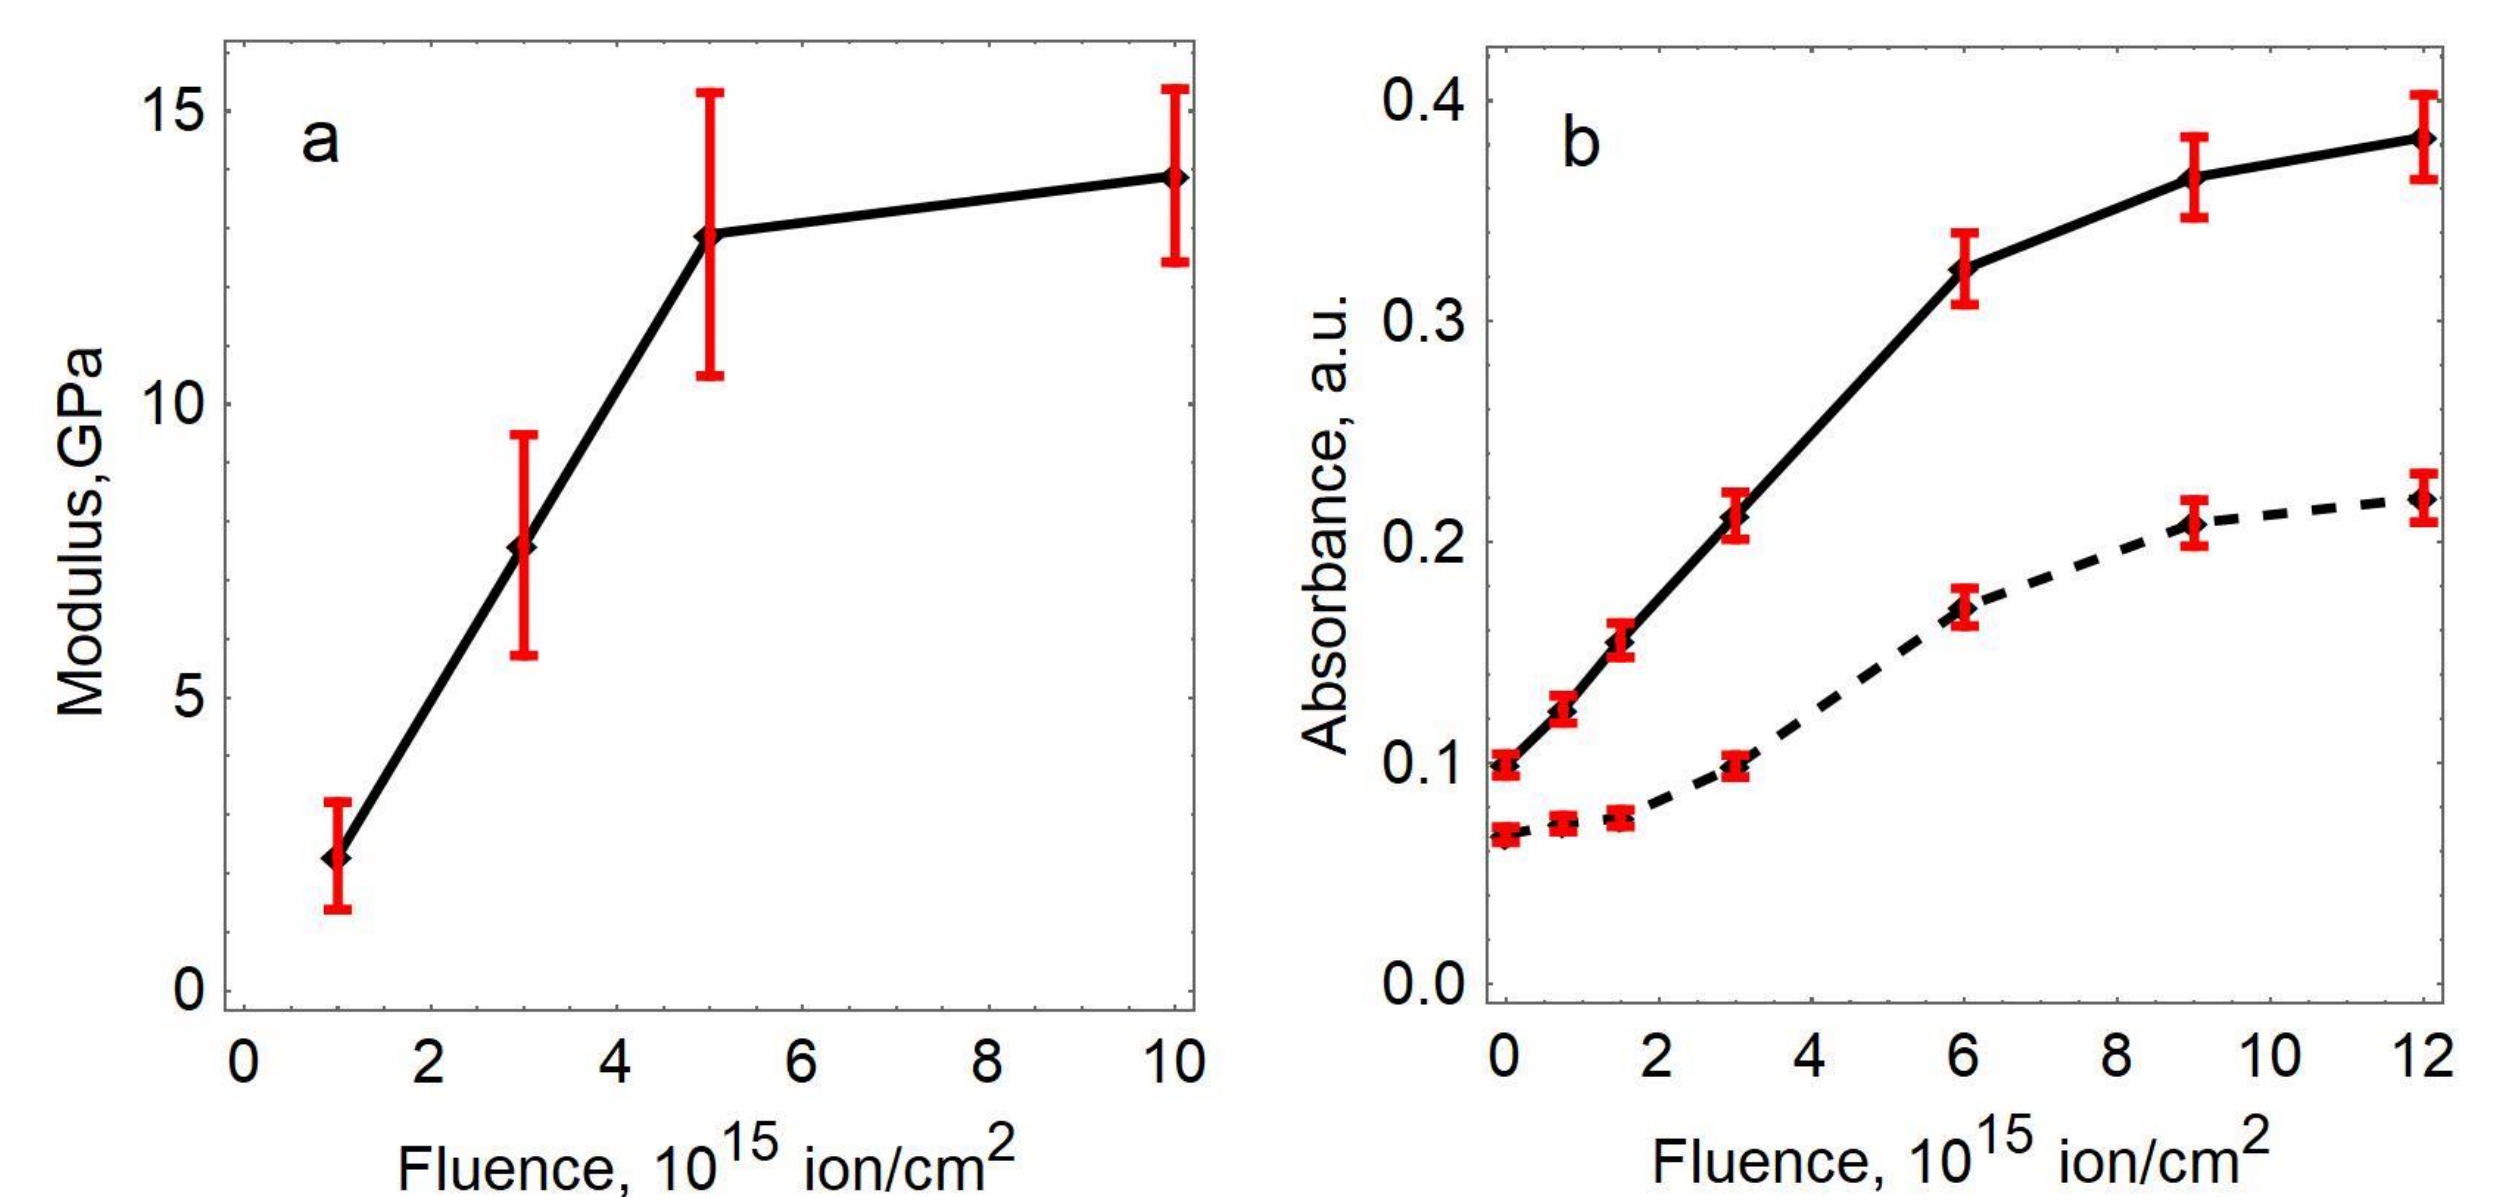 a
15
10
5
0
Modulus,GPa
0 2 4 6 8 10
Fluence, 10^15 ion/cm^2
b
0.4
0.3
0.2
0.1
0.0
Absorbance, a.u.
0 2 4 6 8 10 12
Fluence, 10^15 ion/cm^2